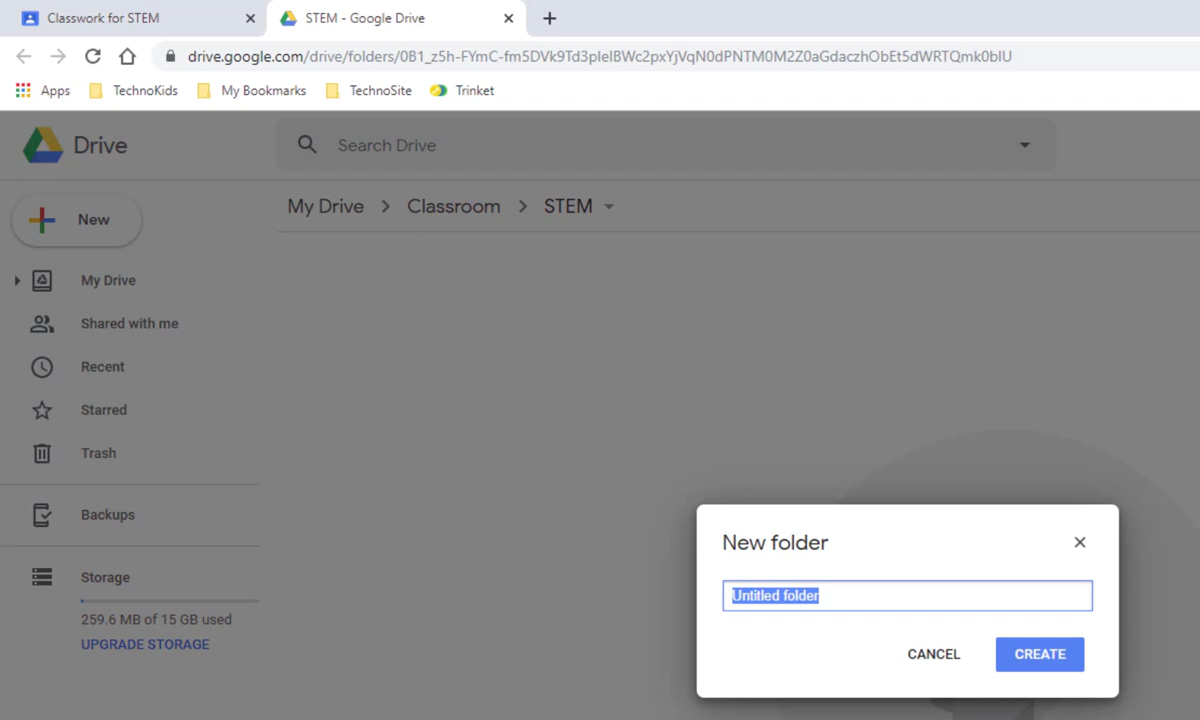 Classwork for STEM
STEM - Google Drive
drive.google.com/drive/folders/0B1_z5h-FYmC-fm5DVk9Td3pIelBWc2pxYjVqN0dPNTM0M2Z0aGdaczhObEt5dWRTQmk0blU
Apps TechnoKids My Bookmarks TechnoSite Trinket
Drive
Search Drive
New
My Drive > Classroom > STEM
My Drive
Shared with me
Recent
Starred
Trash
Backups
Storage
259.6 MB of 15 GB used
UPGRADE STORAGE
New folder
Untitled folder
CANCEL CREATE